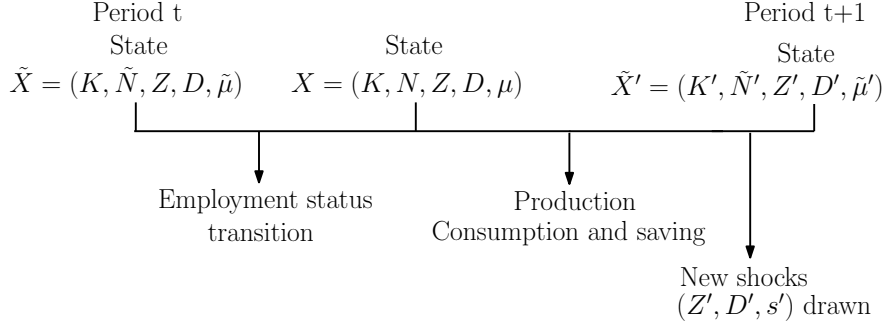 Period t
State
X̃ = (K, Ñ, Z, D, μ̃)
State
X = (K, N, Z, D, μ)
Period t+1
State
X̃′ = (K′, Ñ′, Z′, D′, μ̃′)
Employment status
transition
Production
Consumption and saving
New shocks
(Z′, D′, s′) drawn